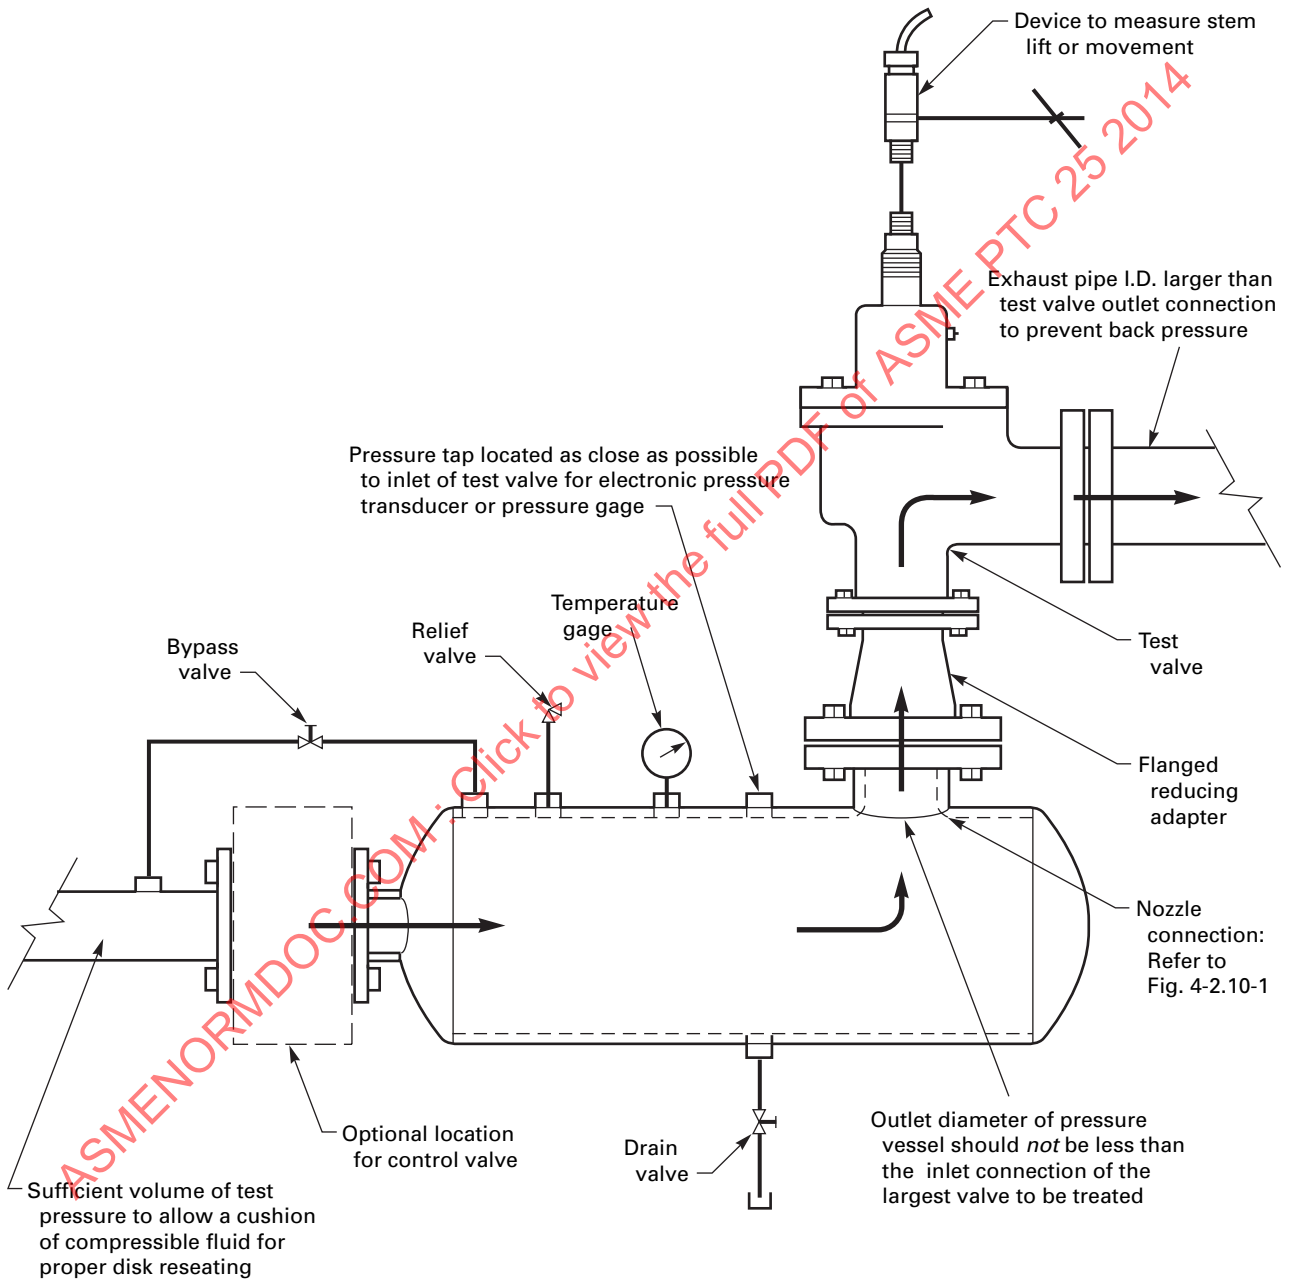 Device to measure stem
lift or movement
Exhaust pipe I.D. larger than
test valve outlet connection
to prevent back pressure
Pressure tap located as close as possible
to inlet of test valve for electronic pressure
transducer or pressure gage
Temperature
gage
Relief
valve
Bypass
valve
Test
valve
Flanged
reducing
adapter
Nozzle
connection:
Refer to
Fig. 4-2.10-1
Outlet diameter of pressure
vessel should not be less than
the inlet connection of the
largest valve to be treated
Drain
valve
Optional location
for control valve
Sufficient volume of test
pressure to allow a cushion
of compressible fluid for
proper disk reseating
ASMENORMDOC.COM : Click to view the full PDF of ASME PTC 25 2014